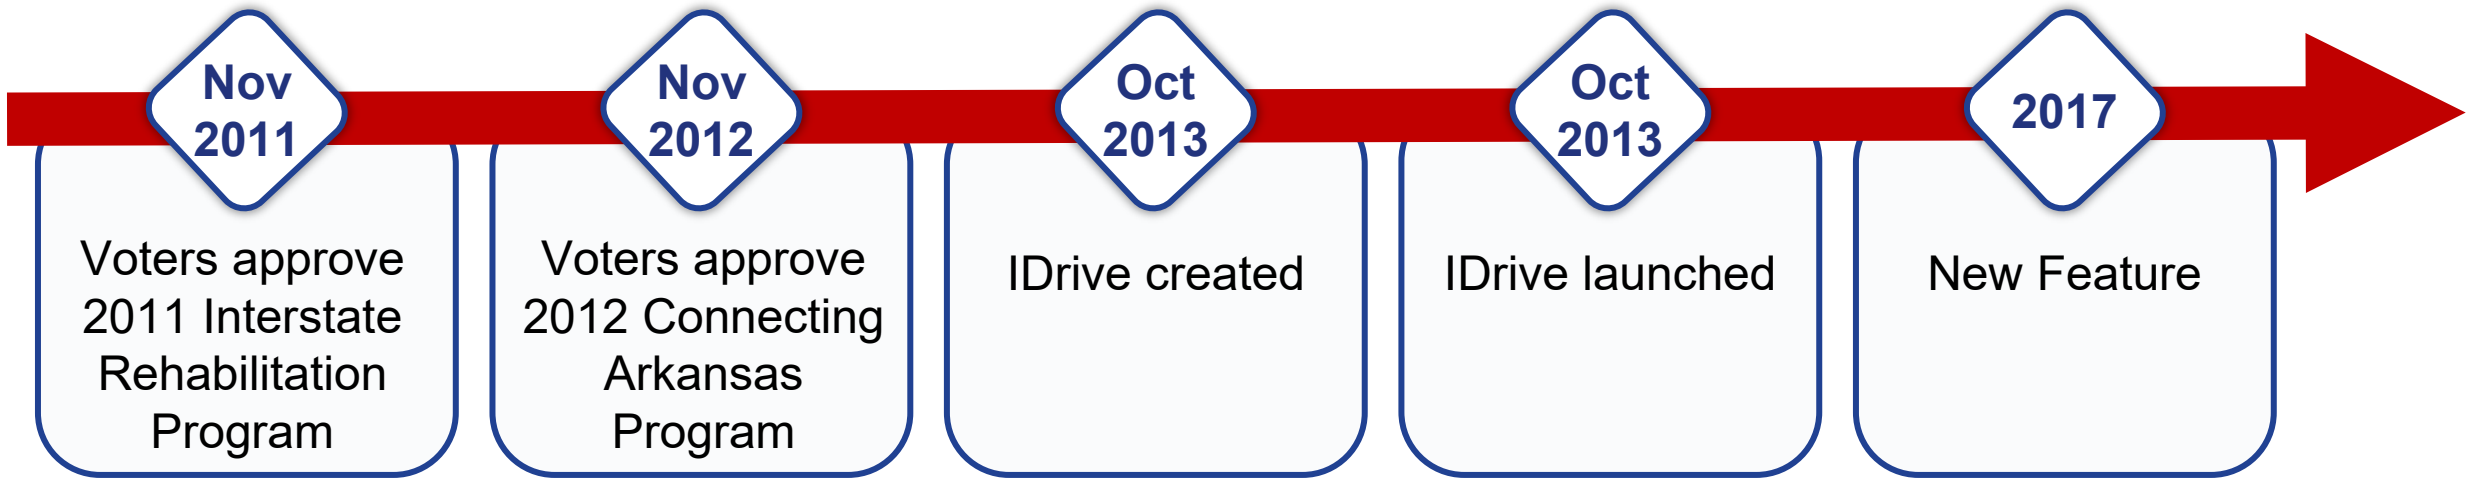 Nov
2011
Voters approve
2011 Interstate
Rehabilitation
Program
Nov
2012
Voters approve
2012 Connecting
Arkansas
Program
Oct
2013
IDrive created
Oct
2013
IDrive launched
2017
New Feature